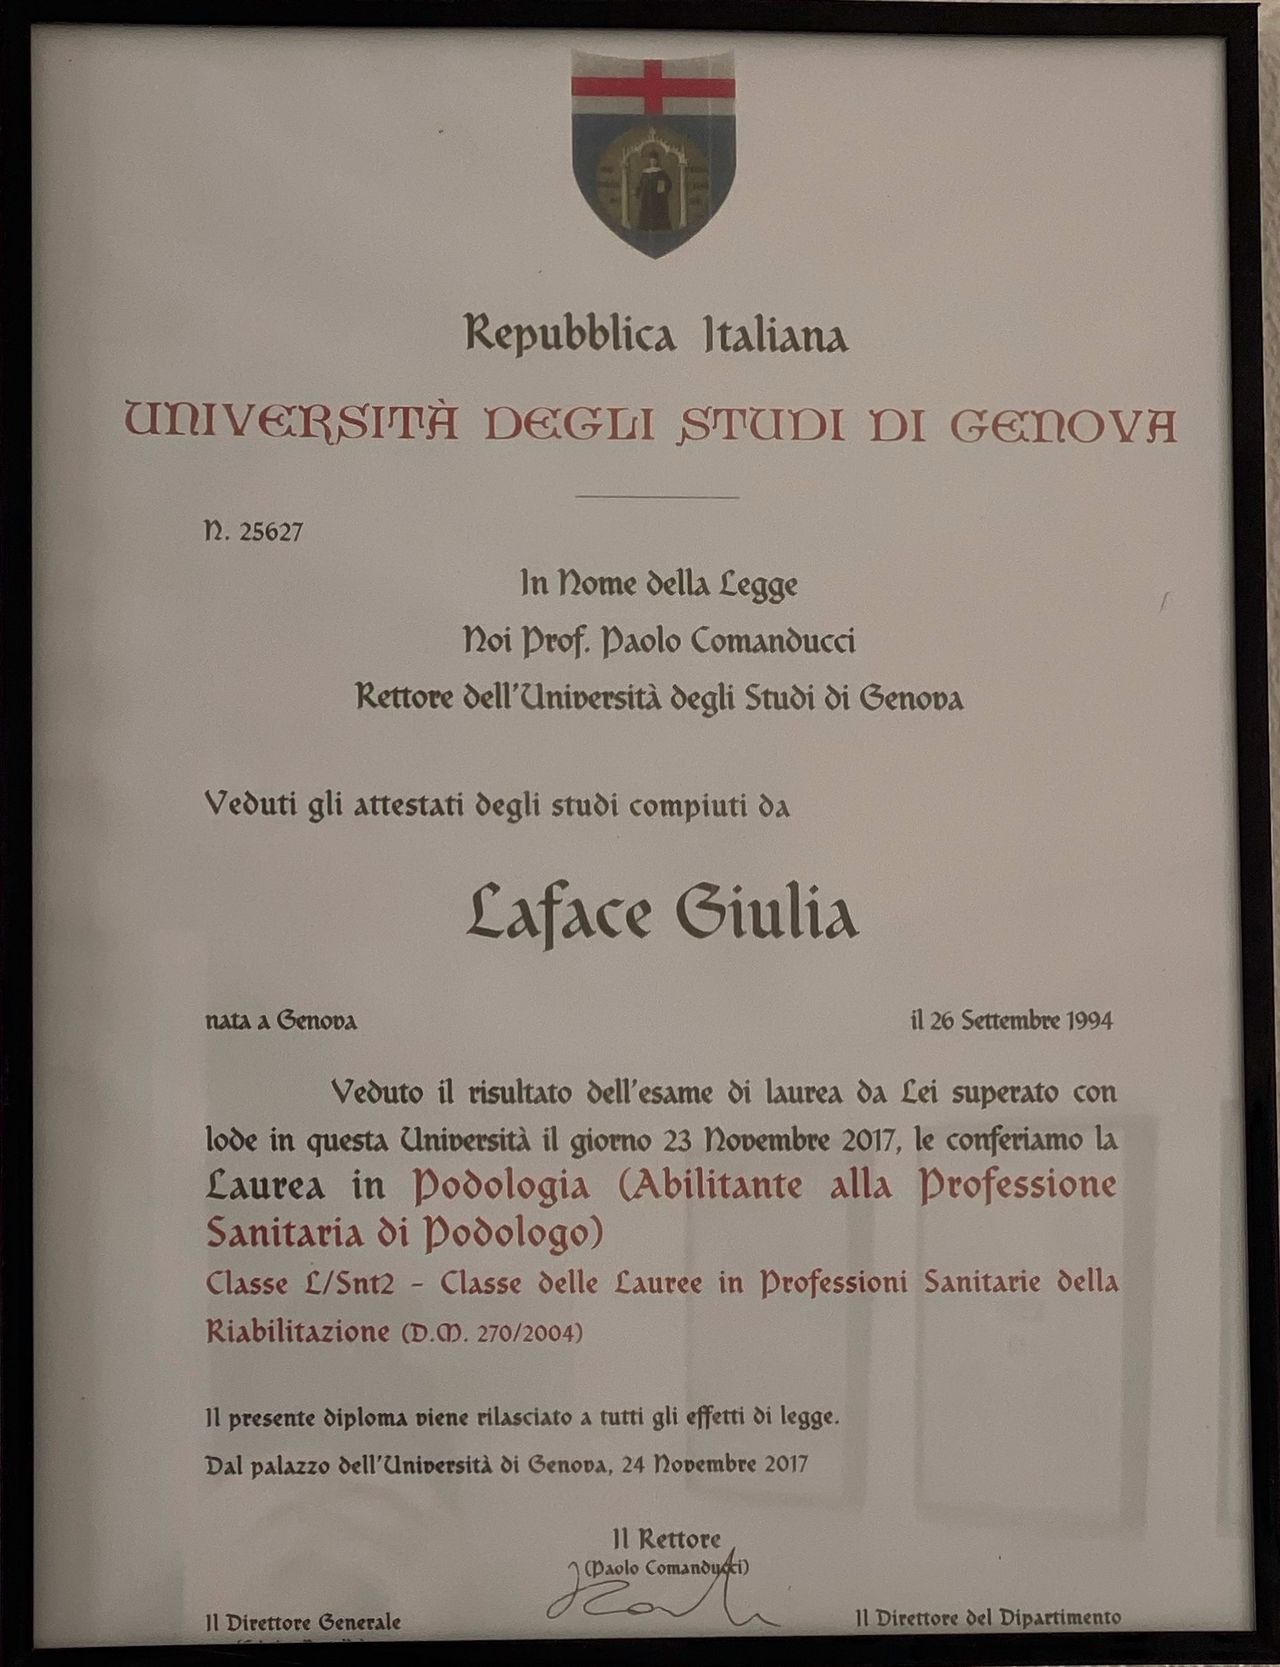 Repubblica Italiana
UNIVERSITÀ DEGLI STUDI DI GENOVA
N. 25627
In Nome della Legge
Noi Prof. Paolo Comanducci
Rettore dell'Università degli Studi di Genova
Veduti gli attestati degli studi compiuti da
Laface Giulia
nata a Genova il 26 Settembre 1994
Veduto il risultato dell'esame di laurea da Lei superato con
lode in questa Università il giorno 23 Novembre 2017, le conferiamo la
Laurea in Podologia (Abilitante alla Professione
Sanitaria di Podologo)
Classe L/Snt2 - Classe delle Lauree in Professioni Sanitarie della
Riabilitazione (D.M. 270/2004)
Il presente diploma viene rilasciato a tutti gli effetti di legge.
Dal palazzo dell'Università di Genova, 24 Novembre 2017
Il Rettore
(Paolo Comanducci)
Il Direttore Generale Il Direttore del Dipartimento